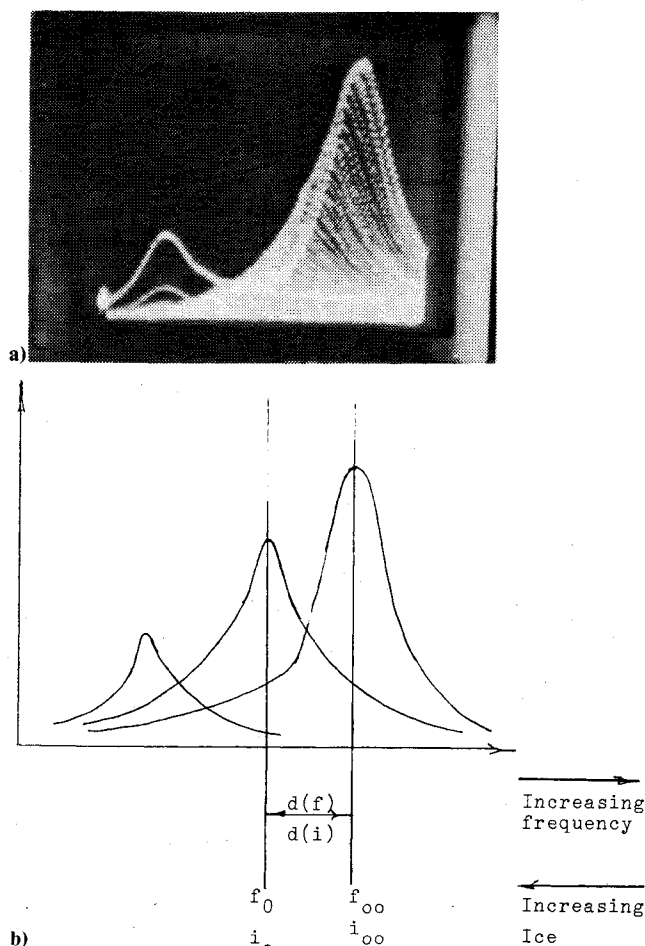 a)
d(f)
d(i)
Increasing
frequency
f0 foo
Increasing
ioo
Ice
b)